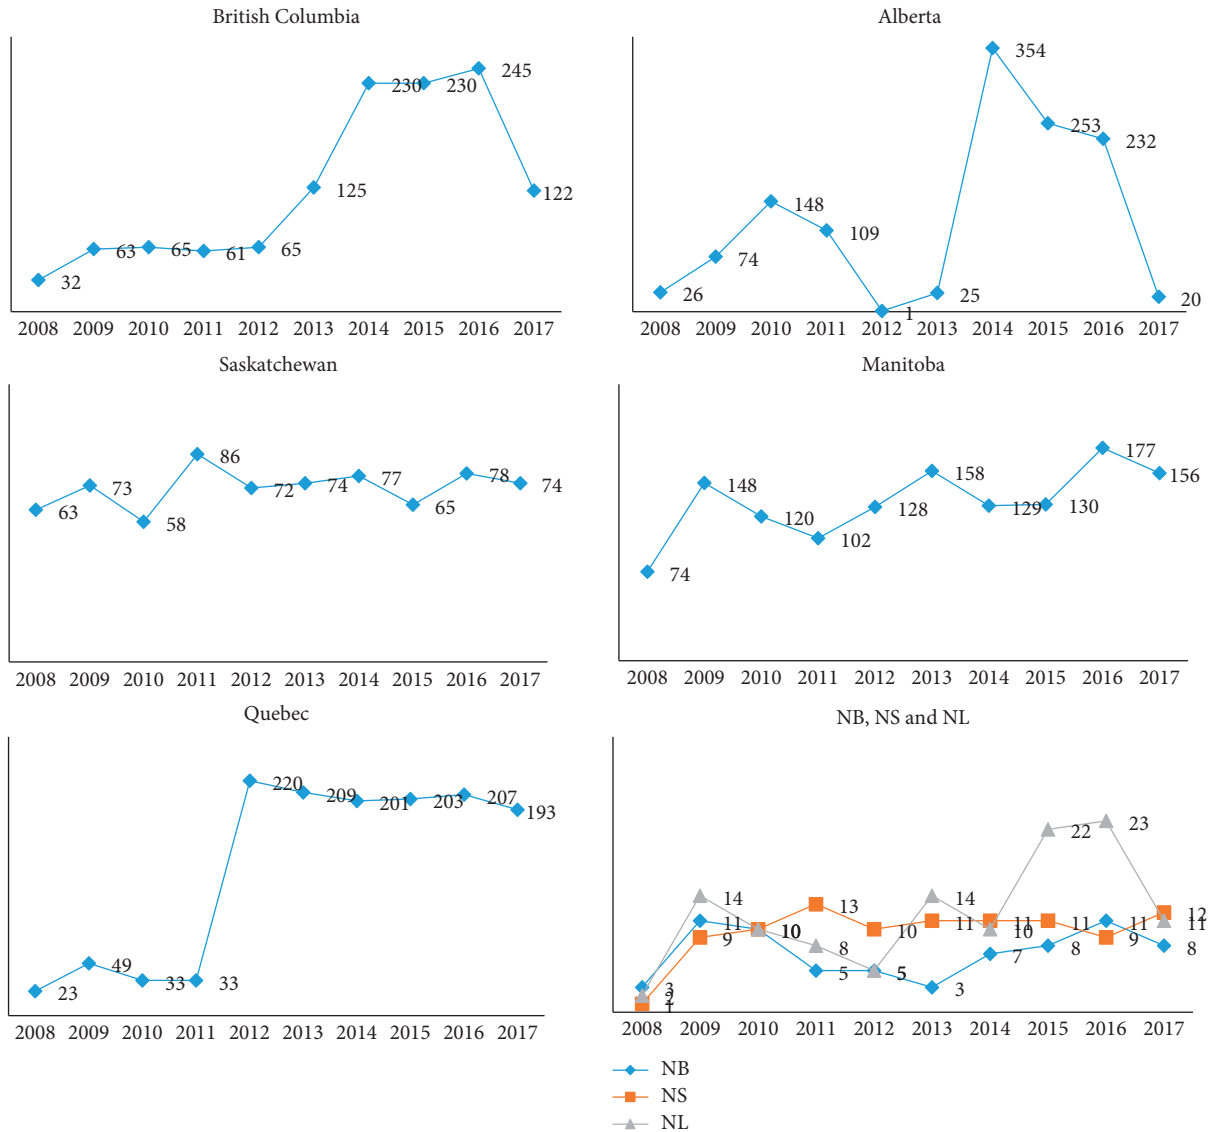 British Columbia
32 63 65 61 65 125 230 230 245 122
2008 2009 2010 2011 2012 2013 2014 2015 2016 2017
Alberta
26 74 148 109 1 25 354 253 232 20
2008 2009 2010 2011 2012 2013 2014 2015 2016 2017
Saskatchewan
63 73 58 86 72 74 77 65 78 74
2008 2009 2010 2011 2012 2013 2014 2015 2016 2017
Manitoba
74 148 120 102 128 158 129 130 177 156
2008 2009 2010 2011 2012 2013 2014 2015 2016 2017
Quebec
23 49 33 33 220 209 201 203 207 193
2008 2009 2010 2011 2012 2013 2014 2015 2016 2017
NB, NS and NL
3 11 10 5 5 3 7 8 11 8
1 9 10 13 10 11 11 11 9 12
2 14 10 8 5 14 10 22 23 11
2008 2009 2010 2011 2012 2013 2014 2015 2016 2017
NB
NS
NL